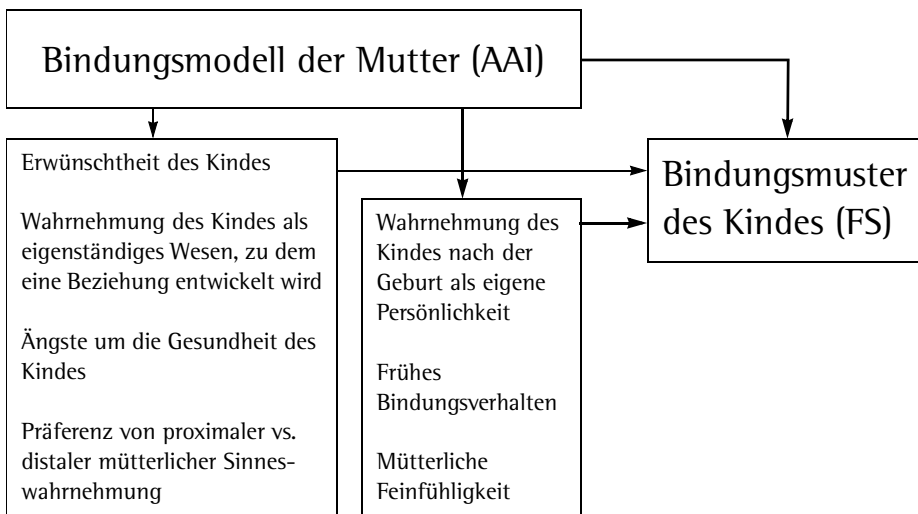 Bindungsmodell der Mutter (AAI)
Erwünschtheit des Kindes
Wahrnehmung des Kindes als
eigenständiges Wesen, zu dem
eine Beziehung entwickelt wird
Ängste um die Gesundheit des
Kindes
Präferenz von proximaler vs.
distaler mütterlicher Sinnes-
wahrnehmung
Wahrnehmung des
Kindes nach der
Geburt als eigene
Persönlichkeit
Frühes
Bindungsverhalten
Mütterliche
Feinfühligkeit
Bindungsmuster
des Kindes (FS)